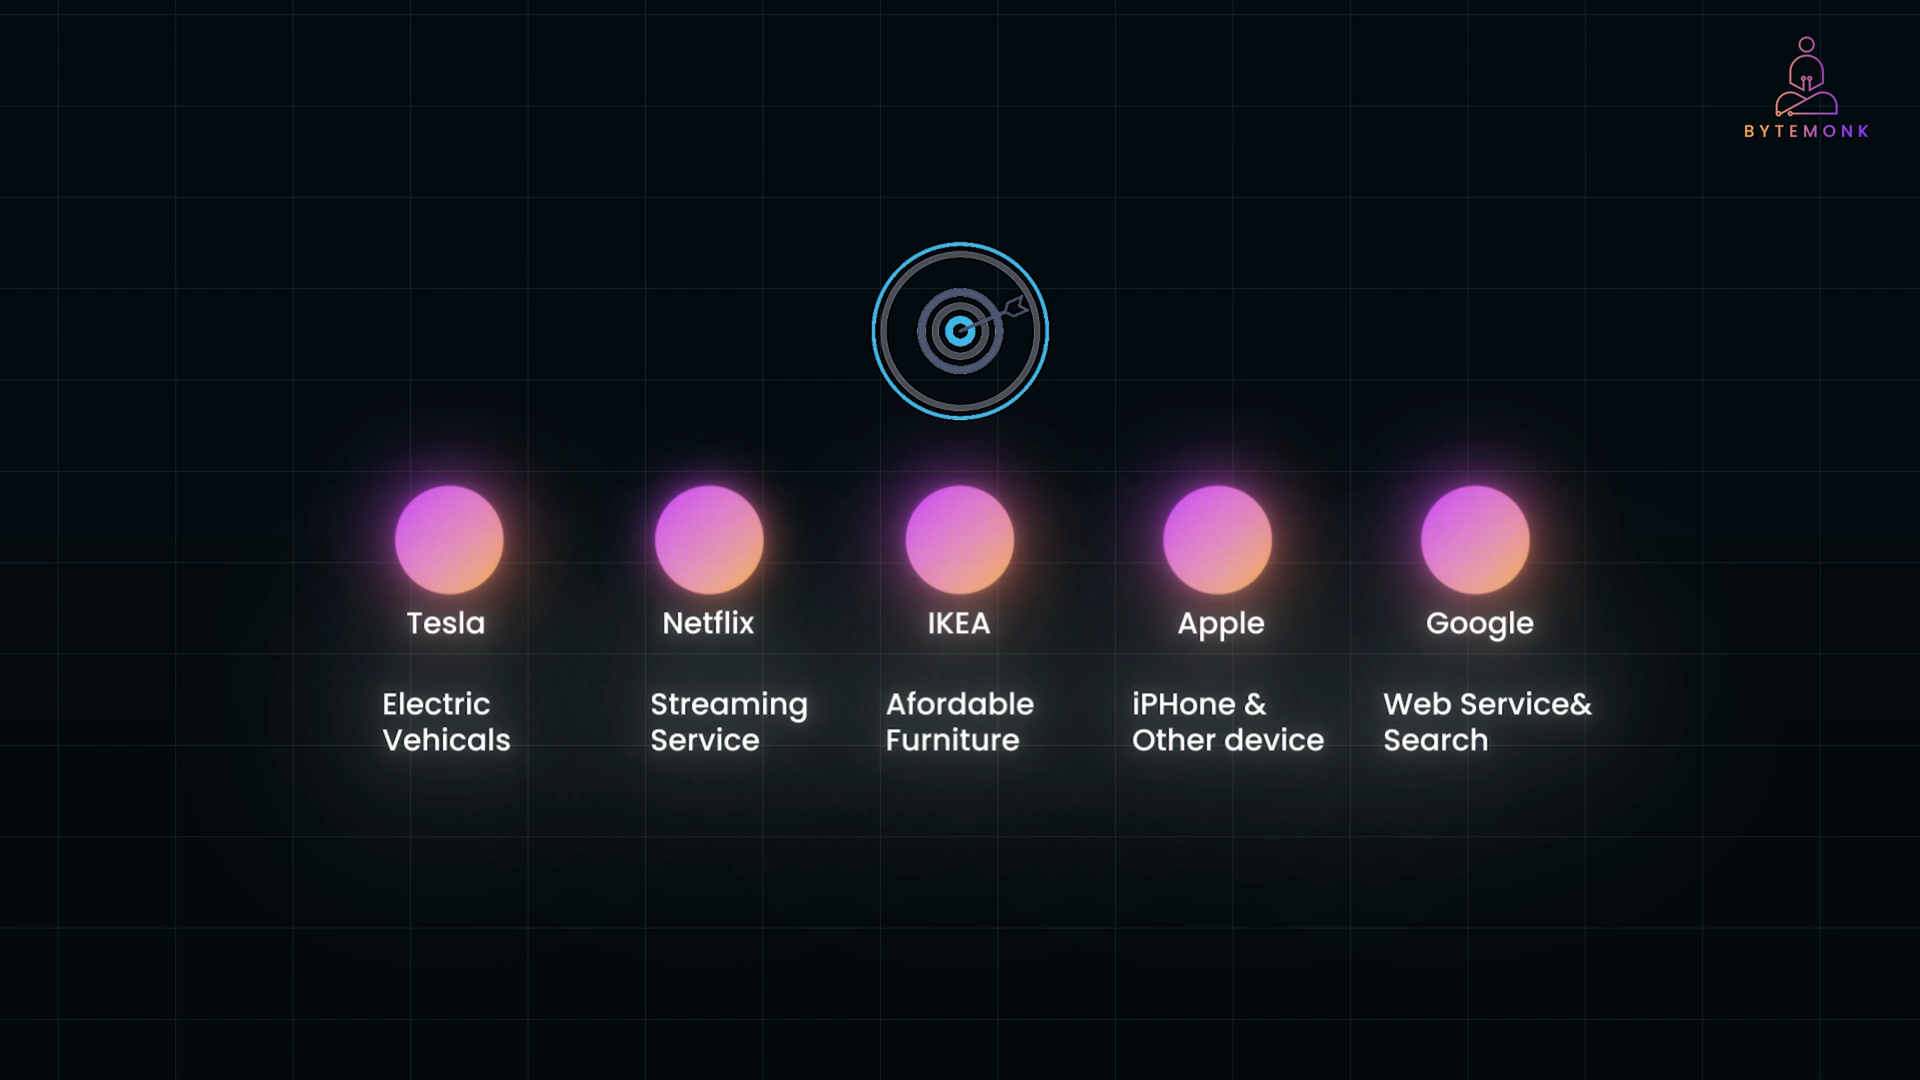 BYTEMONK
Tesla
Netflix
IKEA
Apple
Google
Electric
Vehicals
Streaming
Service
Afordable
Furniture
iPHone &
Other device
Web Service&
Search